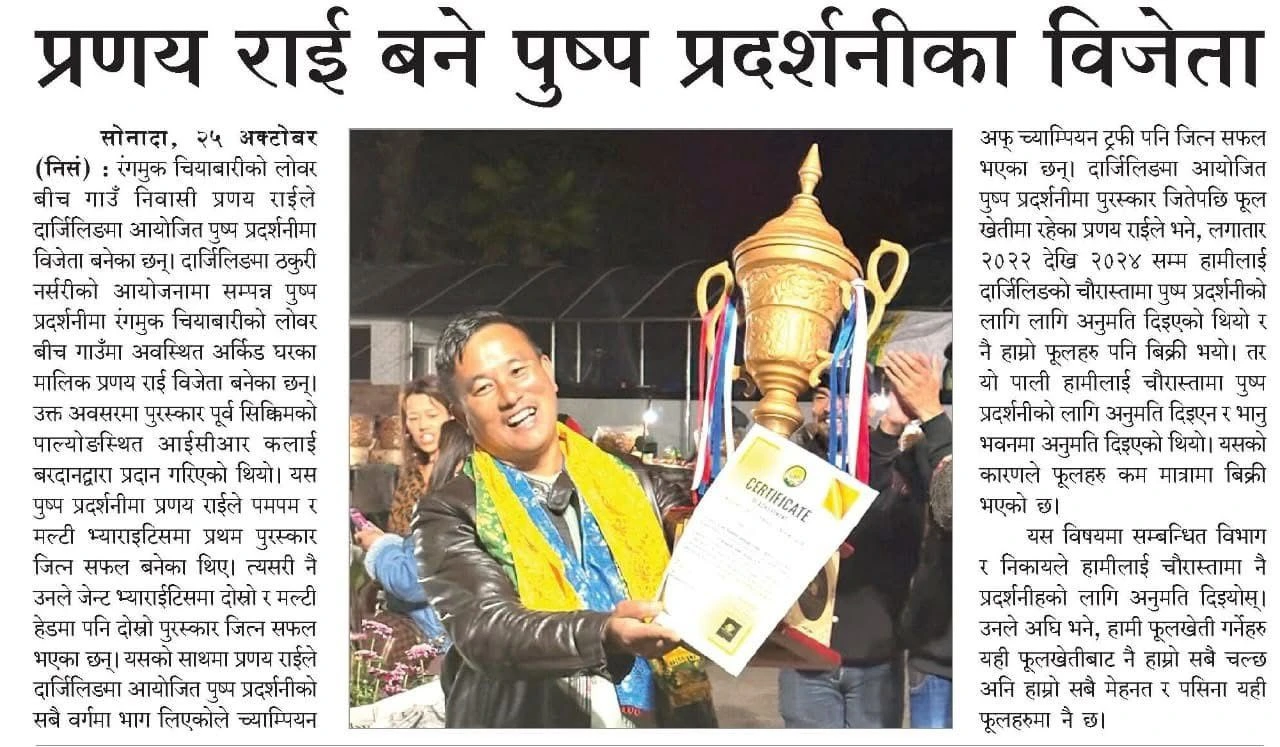 प्रणय राई बने पुष्प प्रदर्शनीका विजेता
सोनादा, २५ अक्टोबर
(निसं) : रंगमुक चियाबारीको लोवर
बीच गाउँ निवासी प्रणय राईले
दार्जिलिङमा आयोजित पुष्प प्रदर्शनीमा
विजेता बनेका छन्। दार्जिलिङमा ठकुरी
नर्सरीको आयोजनामा सम्पन्न पुष्प
प्रदर्शनीमा रंगमुक चियाबारीको लोवर
बीच गाउँमा अवस्थित अर्किड घरका
मालिक प्रणय राई विजेता बनेका छन्।
उक्त अवसरमा पुरस्कार पूर्व सिक्किमको
पाल्योङस्थित आईसीआर कलाई
बरदानद्वारा प्रदान गरिएको थियो। यस
पुष्प प्रदर्शनीमा प्रणय राईले पमपम र
मल्टी भ्याराइटिसमा प्रथम पुरस्कार
जित्न सफल बनेका थिए। त्यसरी नै
उनले जेन्ट भ्याराईटिसमा दोस्रो र मल्टी
हेडमा पनि दोस्रो पुरस्कार जित्न सफल
भएका छन्। यसको साथमा प्रणय राईले
दार्जिलिङमा आयोजित पुष्प प्रदर्शनीको
सबै वर्गमा भाग लिएकोले च्याम्पियन
CERTIFICATE
अफ् च्याम्पियन ट्रफी पनि जित्न सफल
भएका छन्। दार्जिलिङमा आयोजित
पुष्प प्रदर्शनीमा पुरस्कार जितेपछि फूल
खेतीमा रहेका प्रणय राईले भने, लगातार
२०२२ देखि २०२४ सम्म हामीलाई
दार्जिलिङको चौरास्तामा पुष्प प्रदर्शनीको
लागि लागि अनुमति दिइएको थियो र
नै हाम्रो फूलहरु पनि बिक्री भयो। तर
यो पाली हामीलाई चौरास्तामा पुष्प
प्रदर्शनीको लागि अनुमति दिइएन र भानु
भवनमा अनुमति दिइएको थियो। यसको
कारणले फूलहरु कम मात्रामा बिक्री
भएको छ।
यस विषयमा सम्बन्धित विभाग
र निकायले हामीलाई चौरास्तामा नै
प्रदर्शनीहको लागि अनुमति दिइयोस्।
उनले अघि भने, हामी फूलखेती गर्नेहरु
यही फूलखेतीबाट नै हाम्रो सबै चल्छ
अनि हाम्रो सबै मेहनत र पसिना यही
फूलहरुमा नै छ।